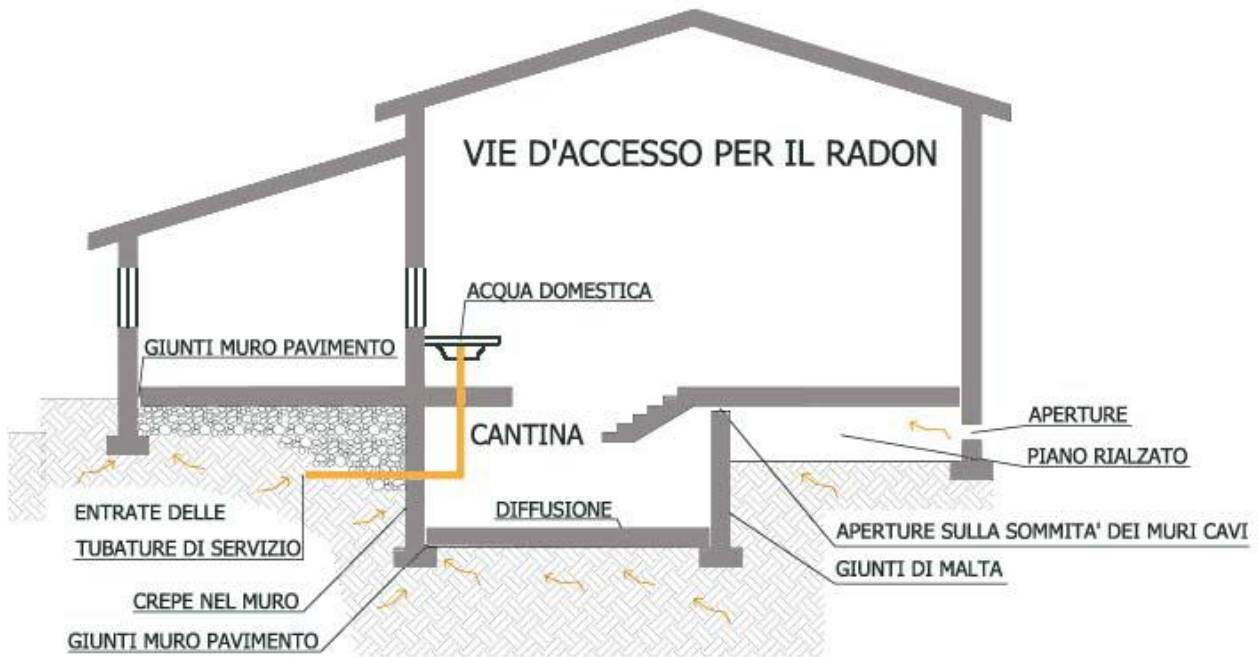 VIE D'ACCESSO PER IL RADON
ACQUA DOMESTICA
GIUNTI MURO PAVIMENTO
APERTURE
CANTINA
PIANO RIALZATO
ENTRATE DELLE
TUBATURE DI SERVIZIO
DIFFUSIONE
APERTURE SULLA SOMMITA' DEI MURI CAVI
GIUNTI DI MALTA
CREPE NEL MURO
GIUNTI MURO PAVIMENTO